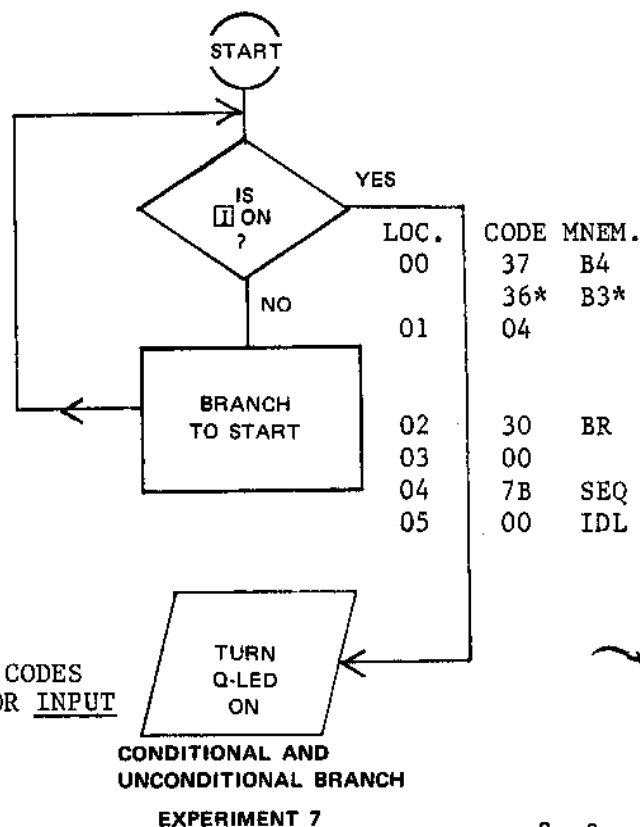 START
IS
I ON
?
YES
NO
BRANCH
TO START
LOC. CODE MNEM.
00 37 B4
36* B3*
01 04
02 30 BR
03 00
04 7B SEQ
05 00 IDL
TURN
Q-LED
ON
CODES
OR INPUT
CONDITIONAL AND
UNCONDITIONAL BRANCH
EXPERIMENT 7